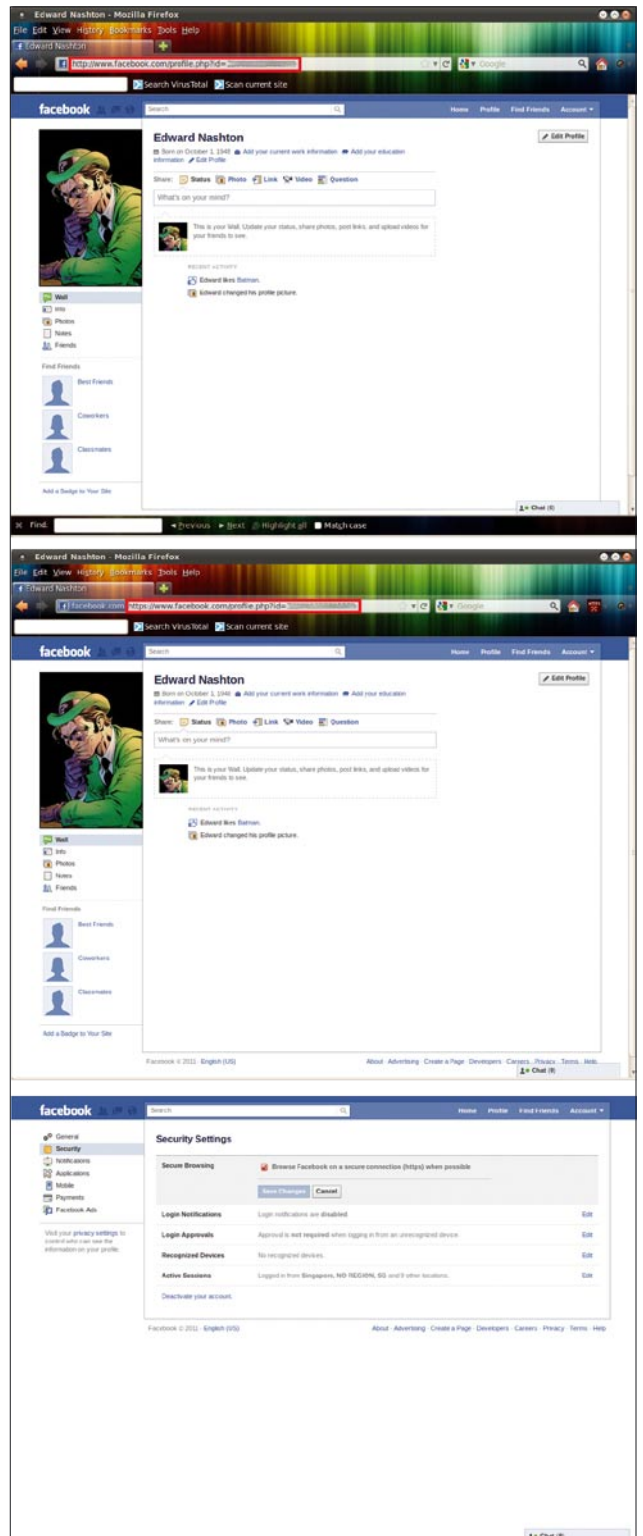 Edward Nashton - Mozilla Firefox
File Edit View History Bookmarks Tools Help
Edward Nashton
http://www.facebook.com/profile.php?id=
Google
Search VirusTotal Scan current site
facebook Search Home Profile Find Friends Account
Edward Nashton
Edit Profile
Born on October 1, 1948 Add your current work information Add your education
information Edit Profile
Share: Status Photo Link Video Question
What's on your mind?
This is your Wall. Update your status, share photos, post links, and upload videos for
your friends to see.
RECENT ACTIVITY
Edward likes Batman.
Edward changed his profile picture.
Wall
Info
Photos
Notes
Friends
Find Friends
Best Friends
Coworkers
Classmates
Add a Badge to Your Site
Chat
Find:
Previous Next Highlight all Match case
Edward Nashton - Mozilla Firefox
File Edit View History Bookmarks Tools Help
Edward Nashton
facebook.com https://www.facebook.com/profile.php?id=
Google
Search VirusTotal Scan current site
facebook Search Home Profile Find Friends Account
Edward Nashton
Edit Profile
Born on October 1, 1948 Add your current work information Add your education
information Edit Profile
Share: Status Photo Link Video Question
What's on your mind?
This is your Wall. Update your status, share photos, post links, and upload videos for
your friends to see.
RECENT ACTIVITY
Edward likes Batman.
Edward changed his profile picture.
Wall
Info
Photos
Notes
Friends
Find Friends
Best Friends
Coworkers
Classmates
Add a Badge to Your Site
Facebook © 2011 · English (US)
About · Advertising · Create a Page · Developers · Careers · Privacy · Terms · Help
Chat
facebook Search Home Profile Find Friends Account
General
Security
Notifications
Applications
Mobile
Payments
Facebook Ads
Visit your privacy settings to
control who can see the
information on your profile.
Security Settings
Secure Browsing Browse Facebook on a secure connection (https) when possible
Save Changes Cancel
Login Notifications Login notifications are disabled. Edit
Login Approvals Approval is not required when logging in from an unrecognized device. Edit
Recognized Devices No recognized devices. Edit
Active Sessions Logged in from Singapore, NO REGION, SG and other locations. Edit
Deactivate your account.
Facebook © 2011 · English (US)
About · Advertising · Create a Page · Developers · Careers · Privacy · Terms · Help
Chat